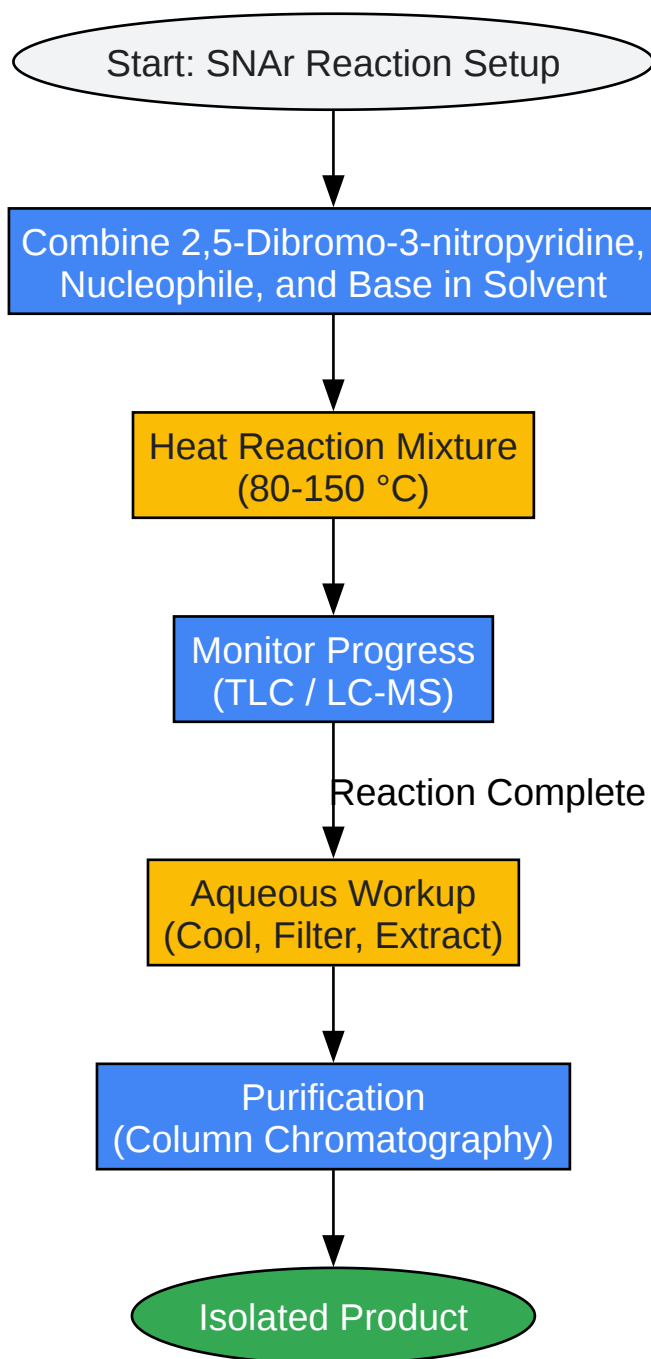 Start: SNAr Reaction Setup
Combine 2,5-Dibromo-3-nitropyridine,
Nucleophile, and Base in Solvent
Heat Reaction Mixture
(80-150 °C)
Monitor Progress
(TLC / LC-MS)
Reaction Complete
Aqueous Workup
(Cool, Filter, Extract)
Purification
(Column Chromatography)
Isolated Product